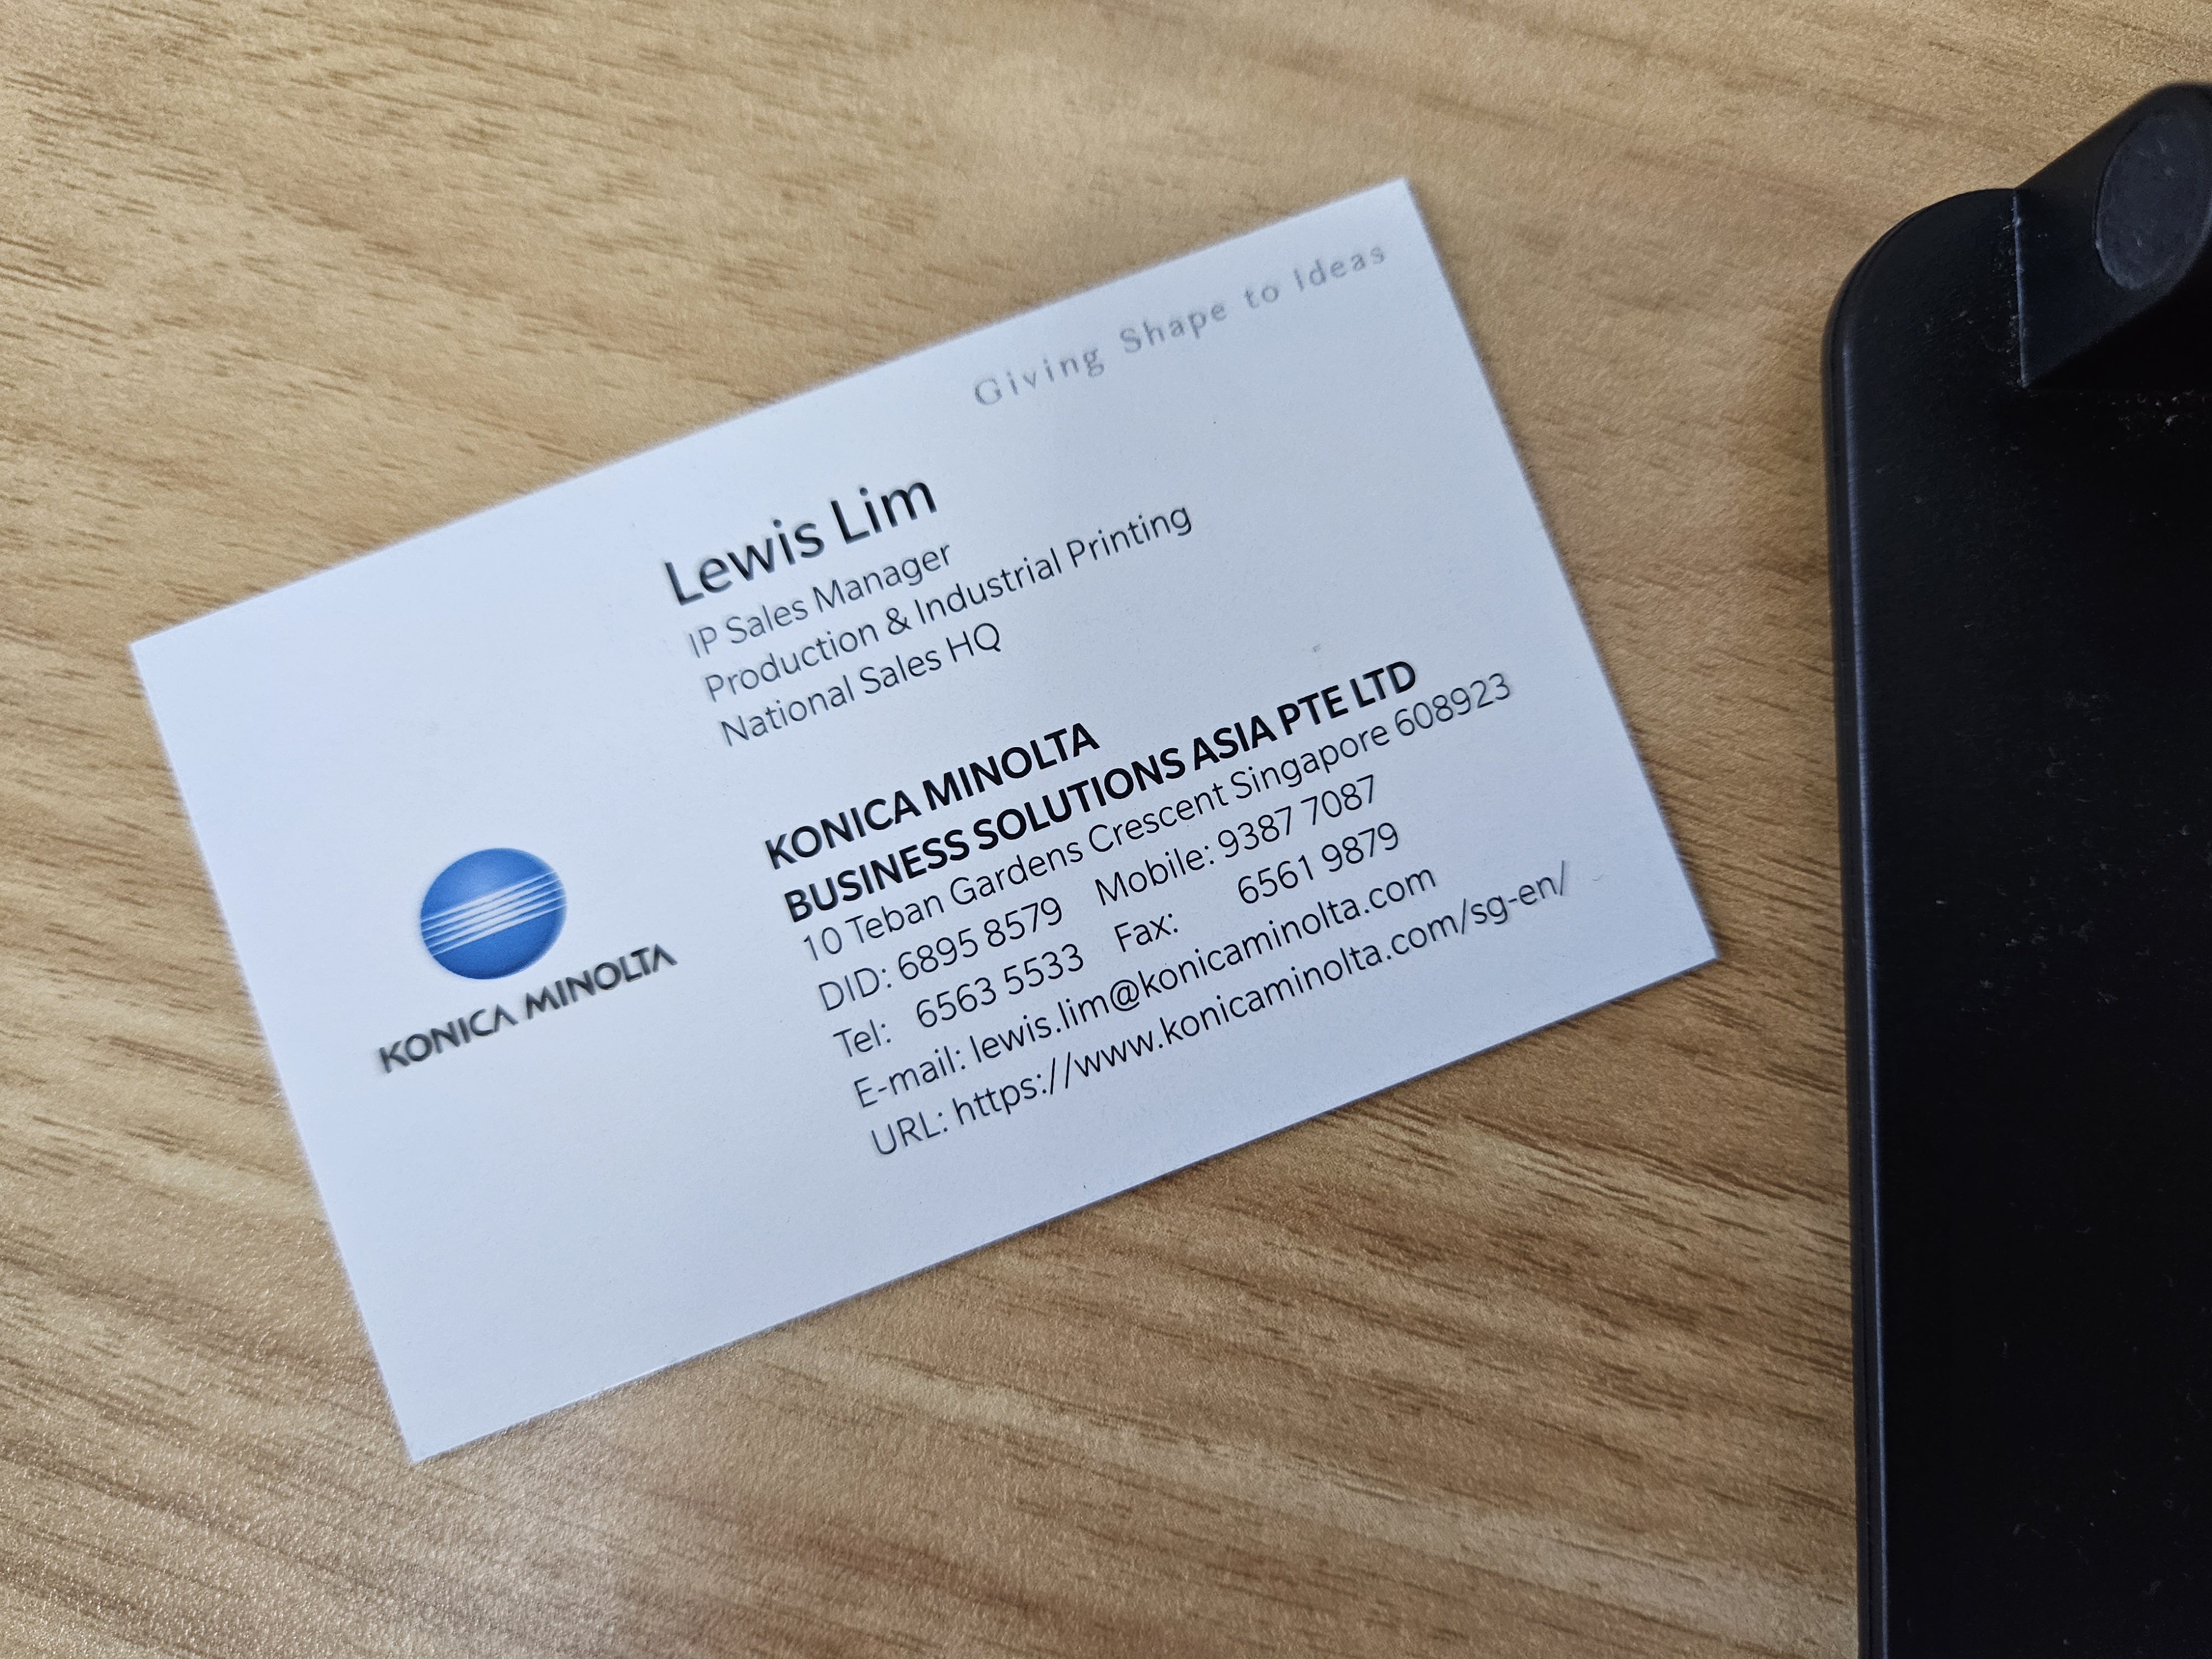 Giving Shape to Ideas
Lewis Lim
IP Sales Manager
Production & Industrial Printing
National Sales HQ
KONICA MINOLTA
KONICA MINOLTA
BUSINESS SOLUTIONS ASIA PTE LTD
10 Teban Gardens Crescent Singapore 608923
DID: 6895 8579 Mobile: 9387 7087
Tel: 6563 5533 Fax: 6561 9879
E-mail: lewis.lim@konicaminolta.com
URL: https://www.konicaminolta.com/sg-en/